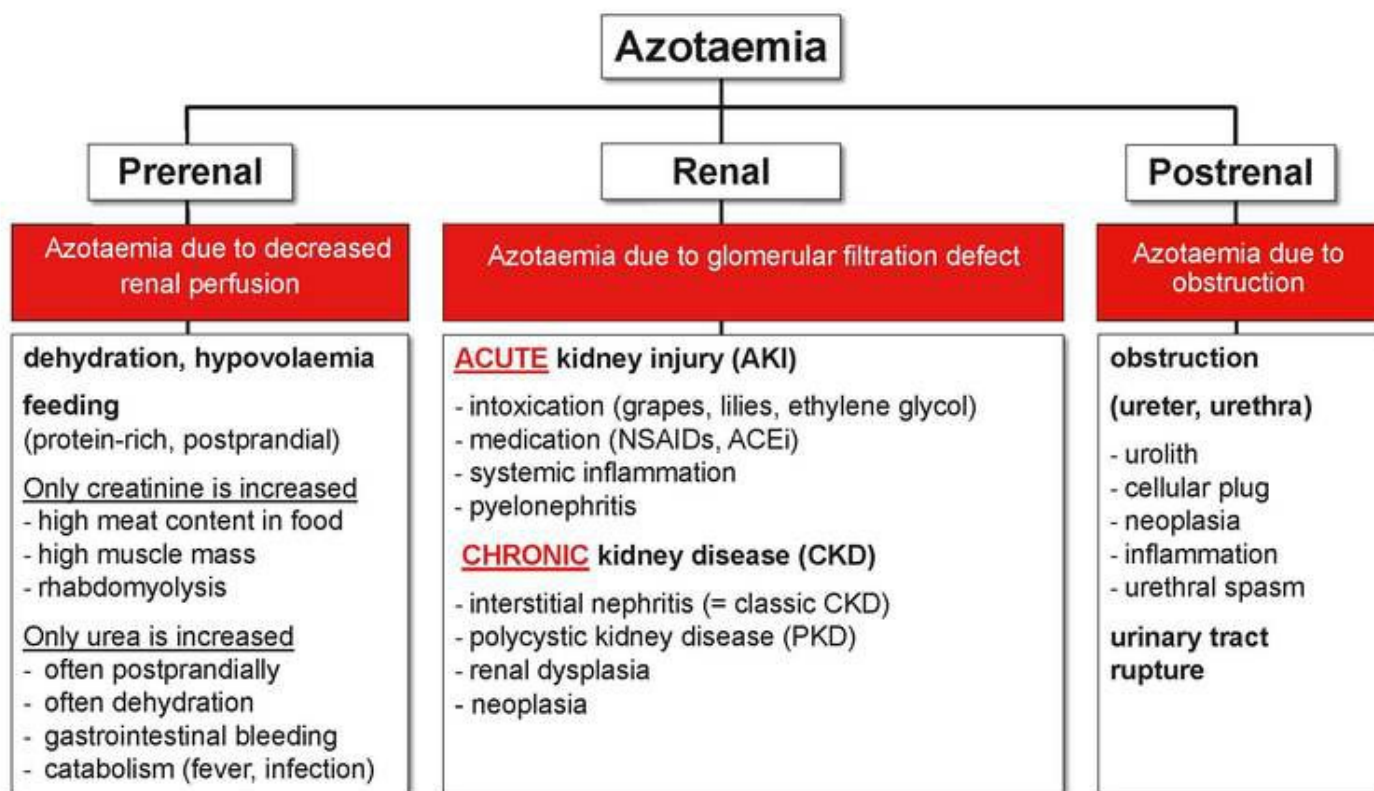 Azotaemia
Prerenal
Azotaemia due to decreased
renal perfusion
dehydration, hypovolaemia
feeding
(protein-rich, postprandial)
Only creatinine is increased
- high meat content in food
- high muscle mass
- rhabdomyolysis
Only urea is increased
- often postprandially
- often dehydration
- gastrointestinal bleeding
- catabolism (fever, infection)
Renal
Azotaemia due to glomerular filtration defect
ACUTE kidney injury (AKI)
- intoxication (grapes, lilies, ethylene glycol)
- medication (NSAIDs, ACEi)
- systemic inflammation
- pyelonephritis
CHRONIC kidney disease (CKD)
- interstitial nephritis (= classic CKD)
- polycystic kidney disease (PKD)
- renal dysplasia
- neoplasia
Postrenal
Azotaemia due to
obstruction
obstruction
(ureter, urethra)
- urolith
- cellular plug
- neoplasia
- inflammation
- urethral spasm
urinary tract
rupture